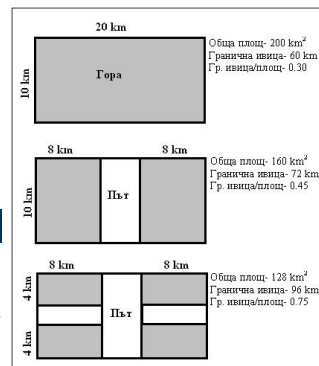 20 km
10 km
Гора
Обща площ- 200 km²
Гранична ивица- 60 km
Гр. ивица/площ- 0.30
8 km
8 km
10 km
Път
Обща площ- 160 km²
Гранична ивица- 72 km
Гр. ивица/площ- 0.45
8 km
8 km
4 km
4 km
Път
Обща площ- 128 km²
Гранична ивица- 96 km
Гр. ивица/площ- 0.75